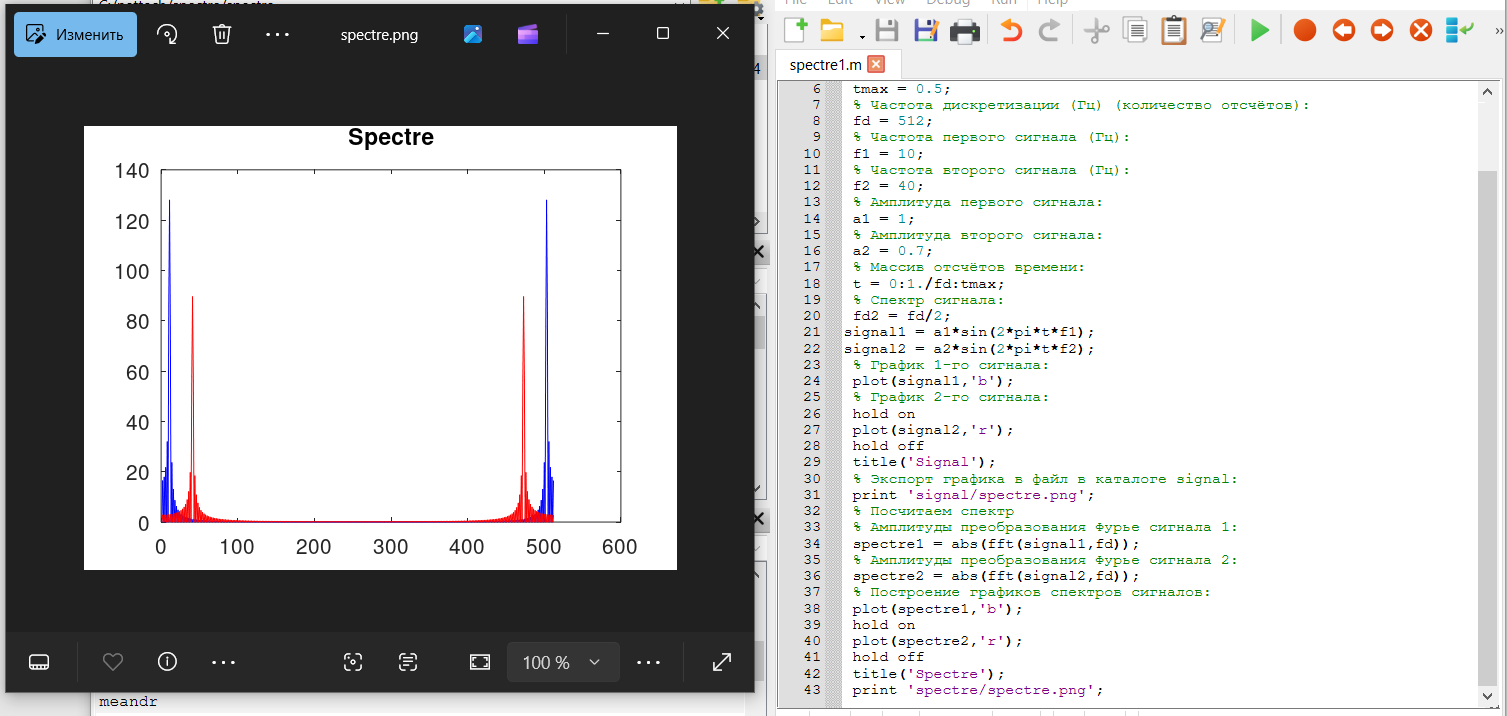 Изменить
spectre.png
Spectre
140
120
100
80
60
40
20
0
0 100 200 300 400 500 600
100 %
meandr
4
File Edit View Debug Run Help
spectre1.m
6 tmax = 0.5;
7 % Частота дискретизации (Гц) (количество отсчётов):
8 fd = 512;
9 % Частота первого сигнала (Гц):
10 f1 = 10;
11 % Частота второго сигнала (Гц):
12 f2 = 40;
13 % Амплитуда первого сигнала:
14 a1 = 1;
15 % Амплитуда второго сигнала:
16 a2 = 0.7;
17 % Массив отсчётов времени:
18 t = 0:1./fd:tmax;
19 % Спектр сигнала:
20 fd2 = fd/2;
21 signal1 = a1*sin(2*pi*t*f1);
22 signal2 = a2*sin(2*pi*t*f2);
23 % График 1-го сигнала:
24 plot(signal1,'b');
25 % График 2-го сигнала:
26 hold on
27 plot(signal2,'r');
28 hold off
29 title('Signal');
30 % Экспорт графика в файл в каталоге signal:
31 print 'signal/spectre.png';
32 % Посчитаем спектр
33 % Амплитуды преобразования Фурье сигнала 1:
34 spectre1 = abs(fft(signal1,fd));
35 % Амплитуды преобразования Фурье сигнала 2:
36 spectre2 = abs(fft(signal2,fd));
37 % Построение графиков спектров сигналов:
38 plot(spectre1,'b');
39 hold on
40 plot(spectre2,'r');
41 hold off
42 title('Spectre');
43 print 'spectre/spectre.png';